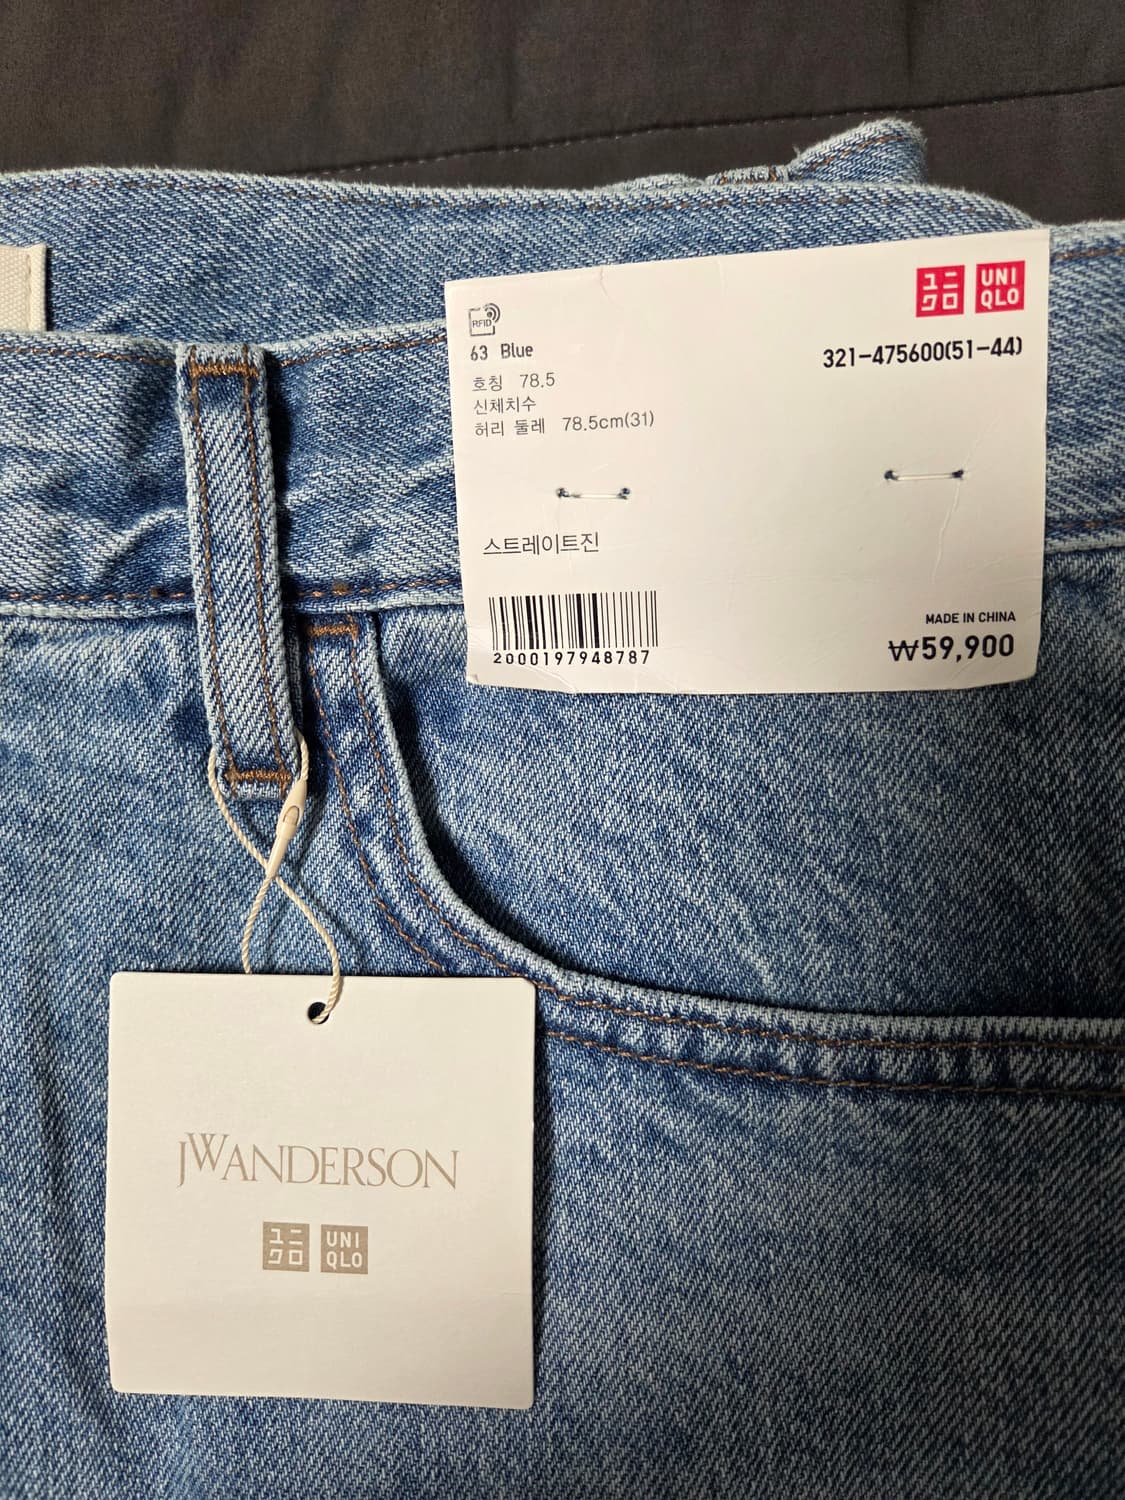 ユニ
クロ
UNI
QLO
RFID
63 Blue
321-475600(51-44)
호칭 78.5
신체치수
허리 둘레 78.5cm(31)
스트레이트진
2000197948787
MADE IN CHINA
₩59,900
JWANDERSON
ユニ
クロ
UNI
QLO